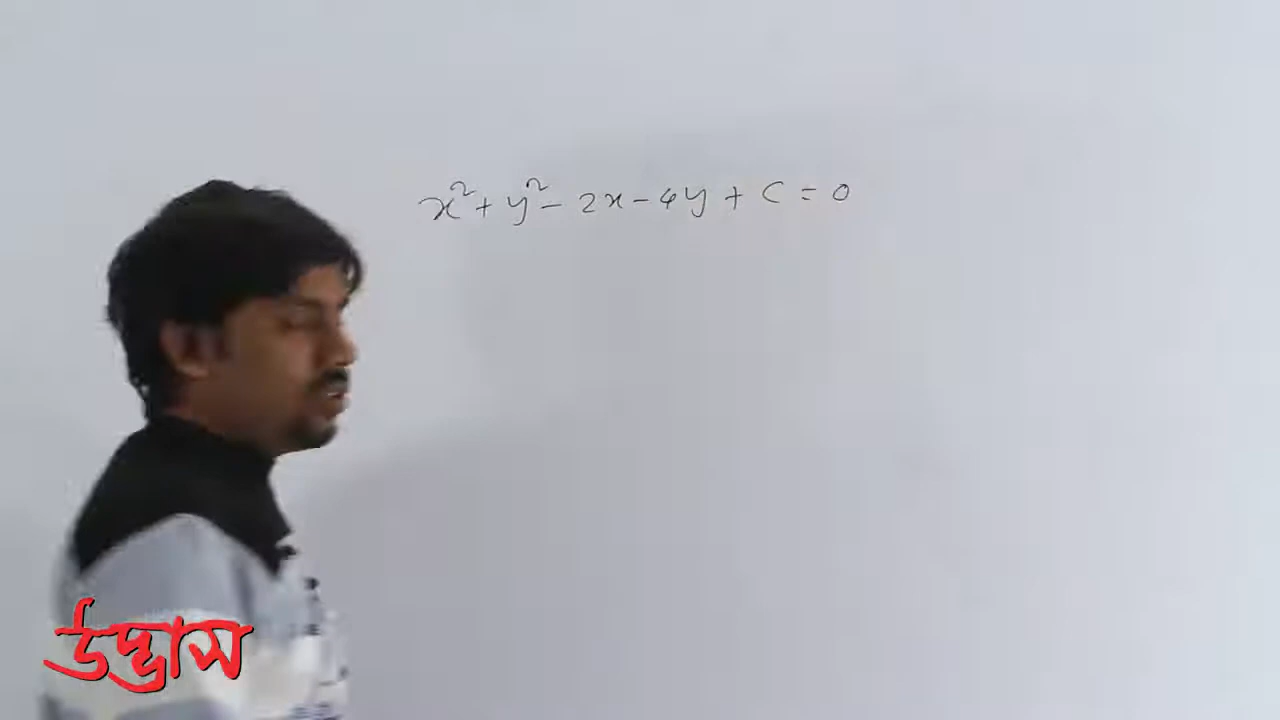 x² + y² - 2x - 4y + c = 0
উদ্ভাস